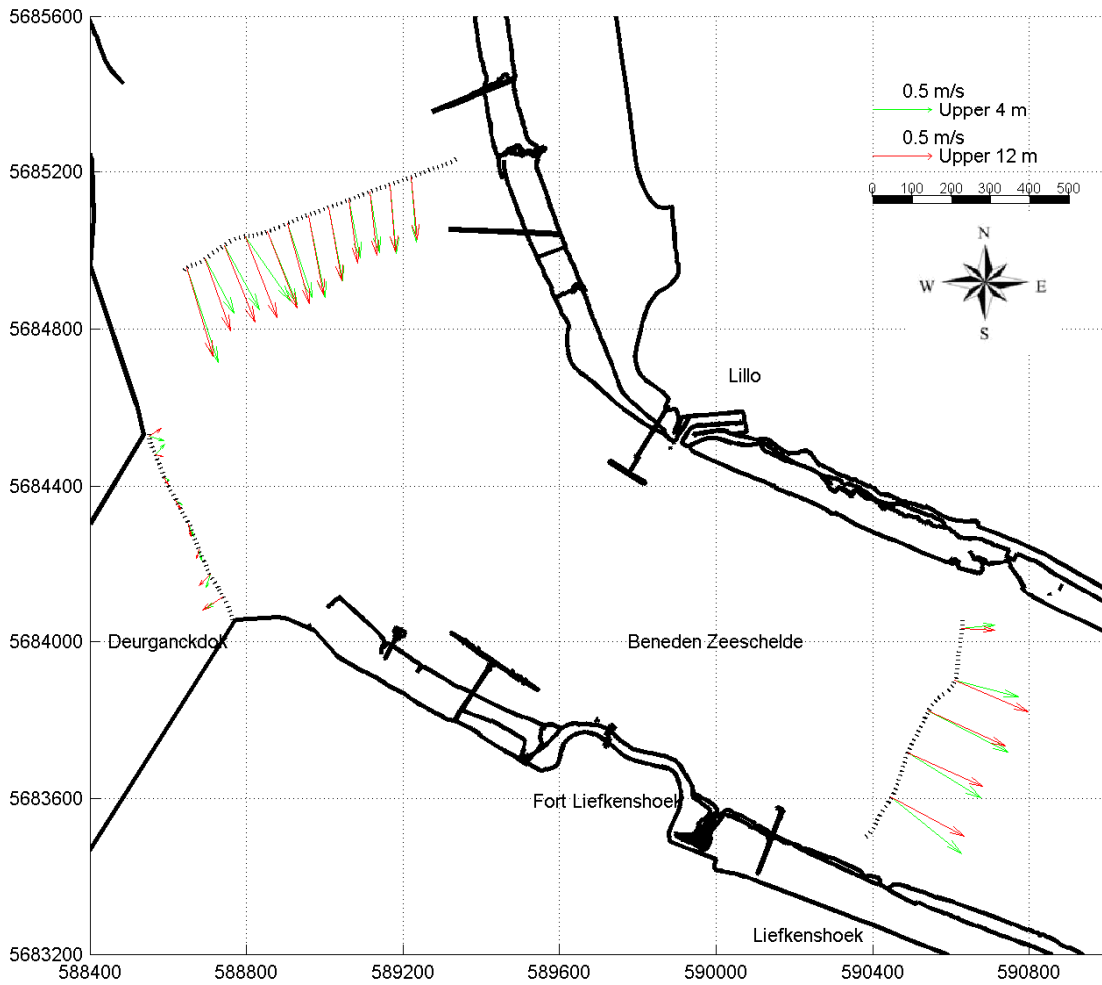 5685600
5685200
5684800
5684400
5684000
5683600
5683200
588400 588800 589200 589600 590000 590400 590800
0.5 m/s
Upper 4 m
0.5 m/s
Upper 12 m
0 100 200 300 400 500
N
W E
S
Lillo
Deurganckdok
Beneden Zeeschelde
Fort Liefkenshoek
Liefkenshoek